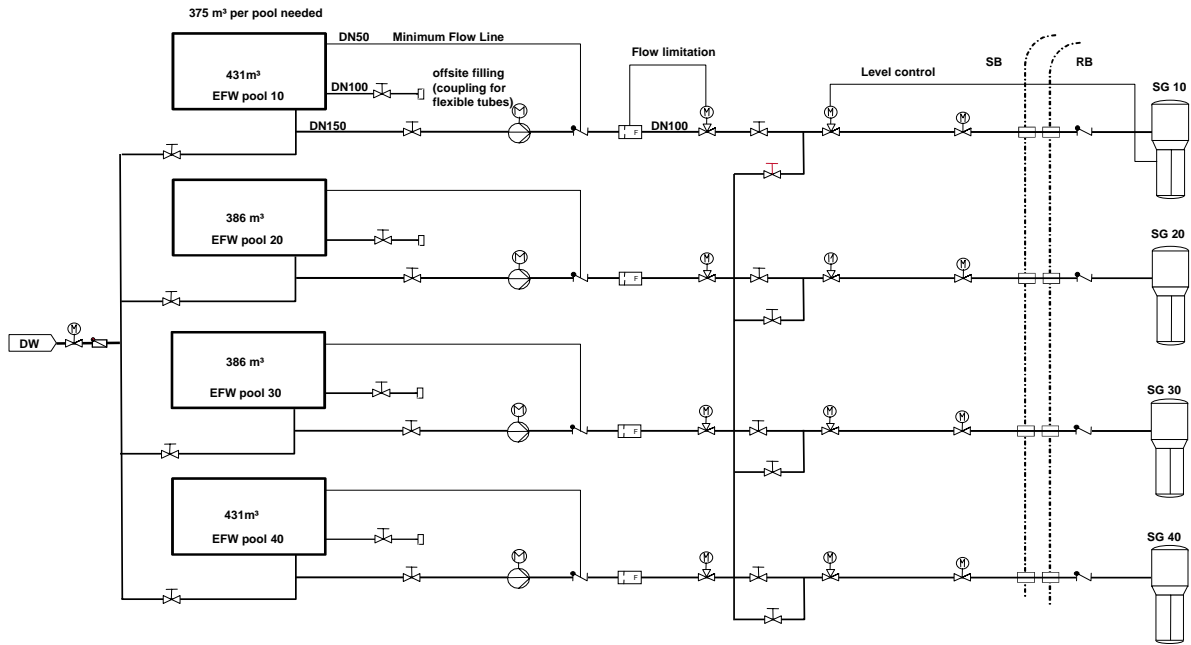 375 m³ per pool needed
DN50 Minimum Flow Line
Flow limitation
SB RB
431m³
EFW pool 10
DN100
offsite filling
(coupling for
flexible tubes)
Level control
SG 10
M M M M
DN150
F
DN100
386 m³
EFW pool 20
SG 20
M M M M
F
M
DW
386 m³
EFW pool 30
SG 30
M M M M
F
431m³
EFW pool 40
SG 40
M M M M
F